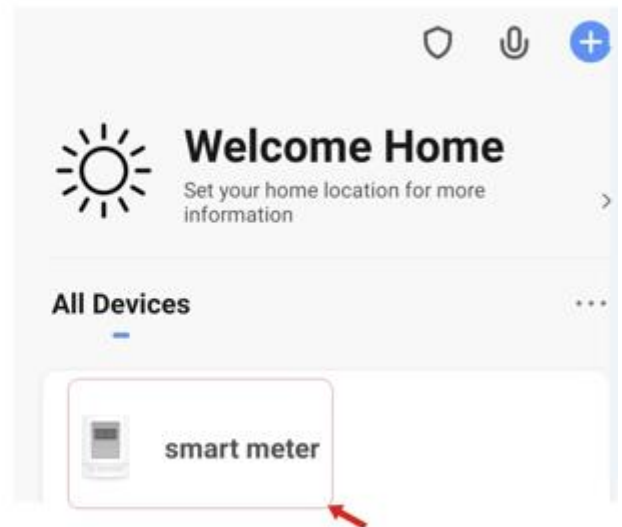 Welcome Home
Set your home location for more
information
All Devices
smart meter